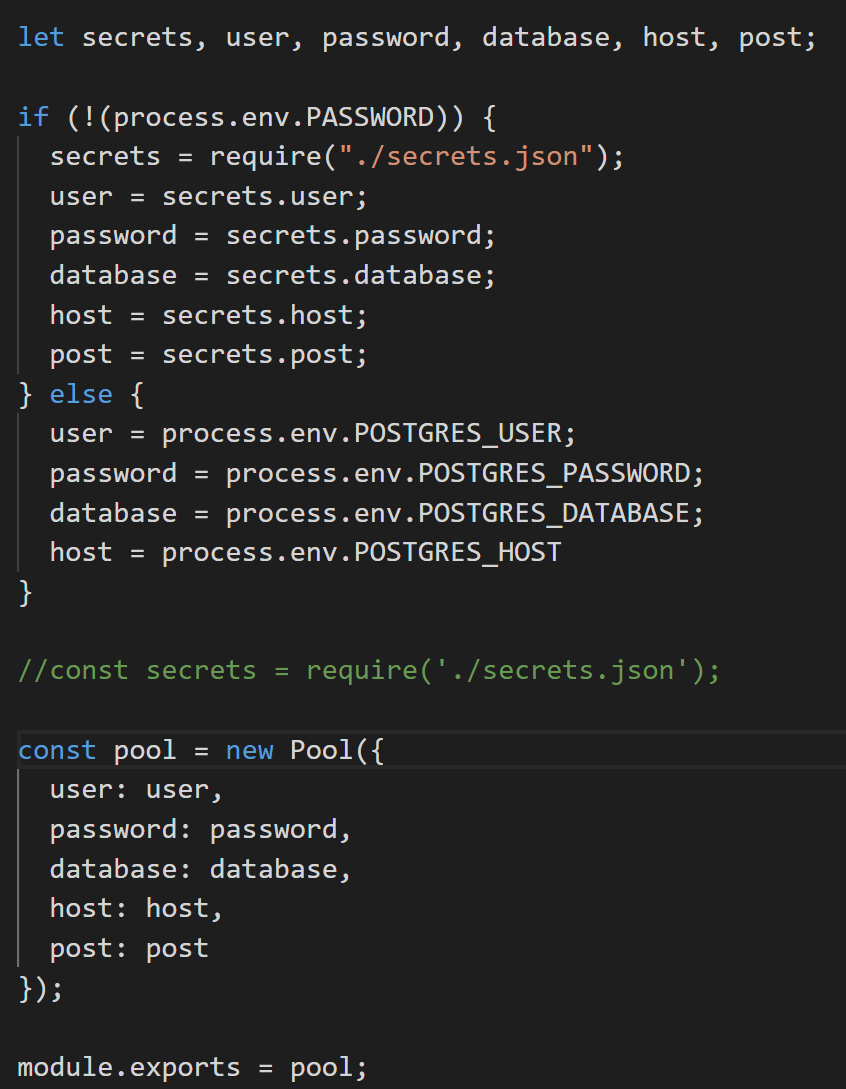 let secrets, user, password, database, host, post;
if (!(process.env.PASSWORD)) {
secrets = require("./secrets.json");
user = secrets.user;
password = secrets.password;
database = secrets.database;
host = secrets.host;
post = secrets.post;
} else {
user = process.env.POSTGRES_USER;
password = process.env.POSTGRES_PASSWORD;
database = process.env.POSTGRES_DATABASE;
host = process.env.POSTGRES_HOST
}
//const secrets = require('./secrets.json');
const pool = new Pool({
user: user,
password: password,
database: database,
host: host,
post: post
});
module.exports = pool;